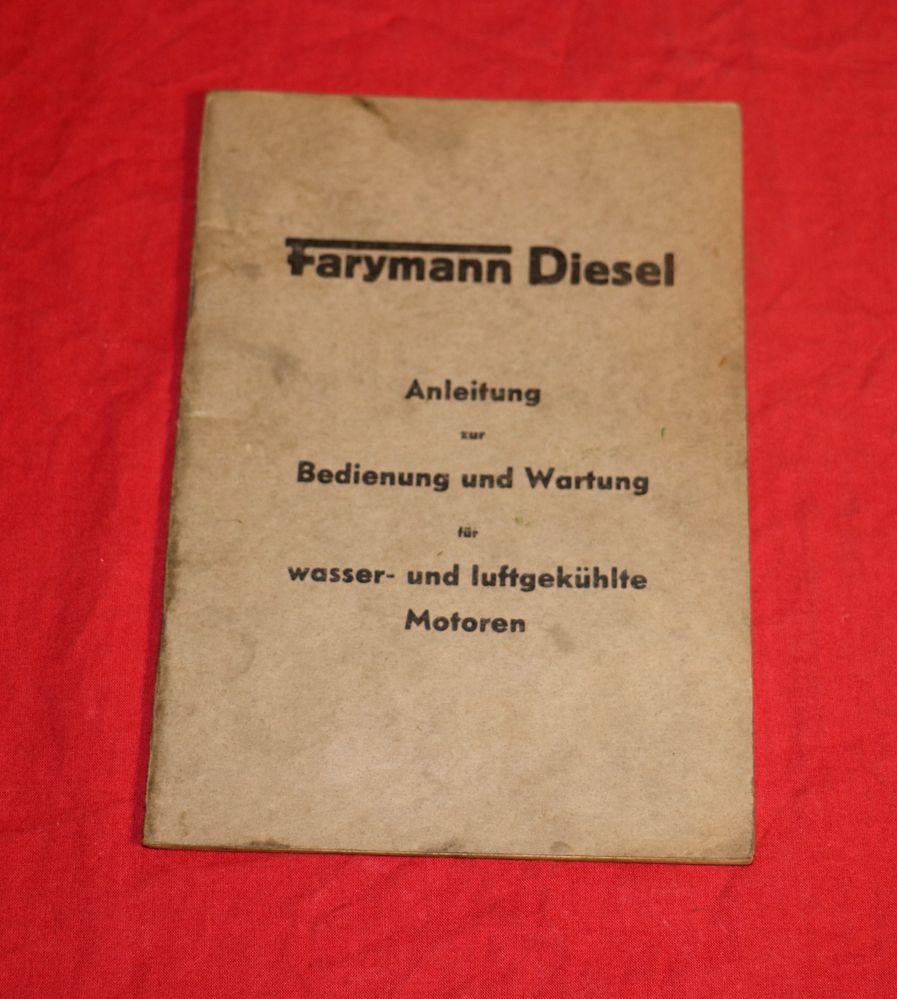 Farymann Diesel
Anleitung
zur
Bedienung und Wartung
für
wasser- und luftgekühlte
Motoren